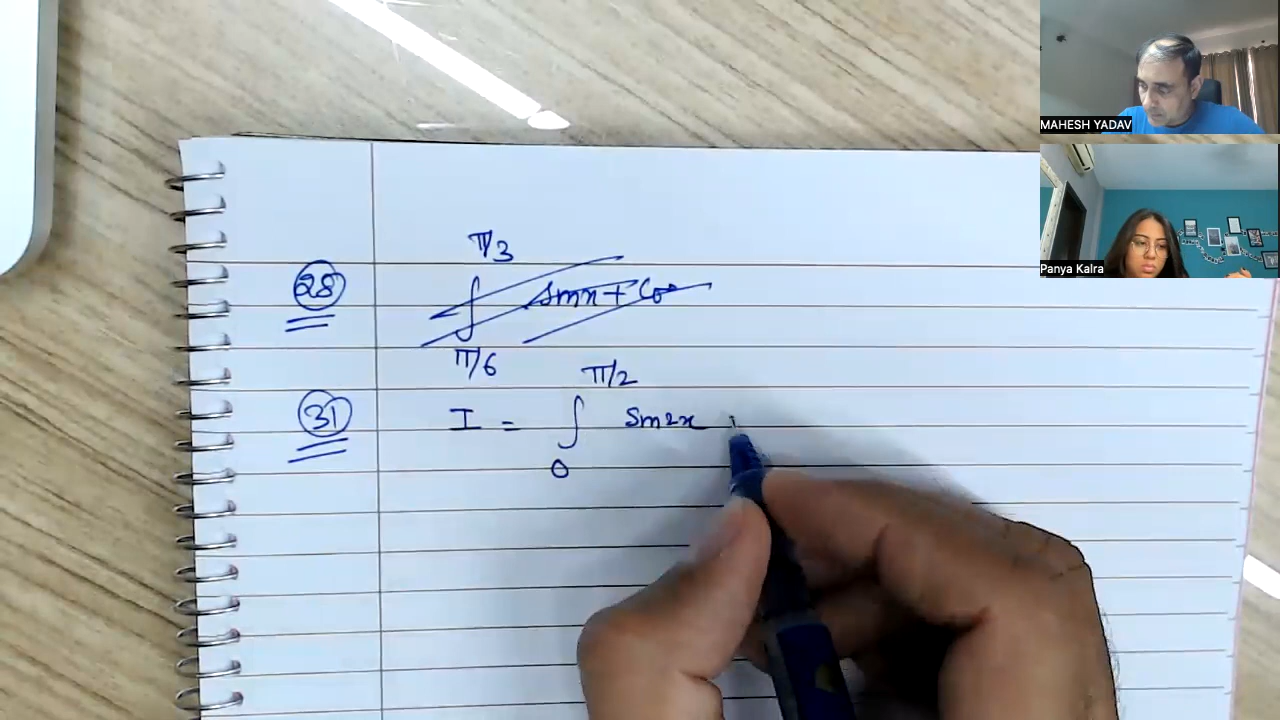 MAHESH YADAV
Panya Kalra
π/3
28 ∫ sinx + Cos
π/6
π/2
31 I = ∫ sin2x
0